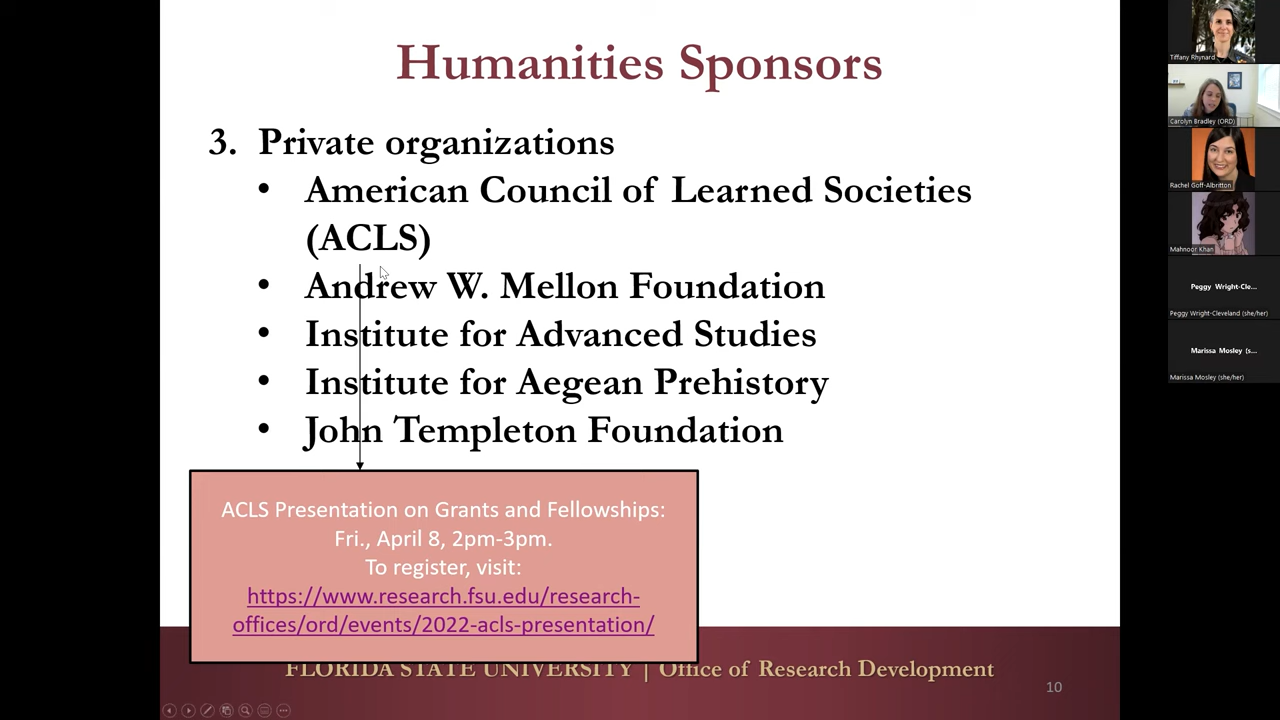 Humanities Sponsors
3. Private organizations
• American Council of Learned Societies
(ACLS)
• Andrew W. Mellon Foundation
• Institute for Advanced Studies
• Institute for Aegean Prehistory
• John Templeton Foundation
ACLS Presentation on Grants and Fellowships:
Fri., April 8, 2pm-3pm.
To register, visit:
https://www.research.fsu.edu/research-
offices/ord/events/2022-acls-presentation/
FLORIDA STATE UNIVERSITY | Office of Research Development
10
Tiffany Rhynard
Carolyn Bradley (ORD)
Rachel Goff-Albritton
Mahnoor Khan
Peggy Wright-Cle...
Peggy Wright-Cleveland (she/her)
Marissa Mosley (s...
Marissa Mosley (she/her)